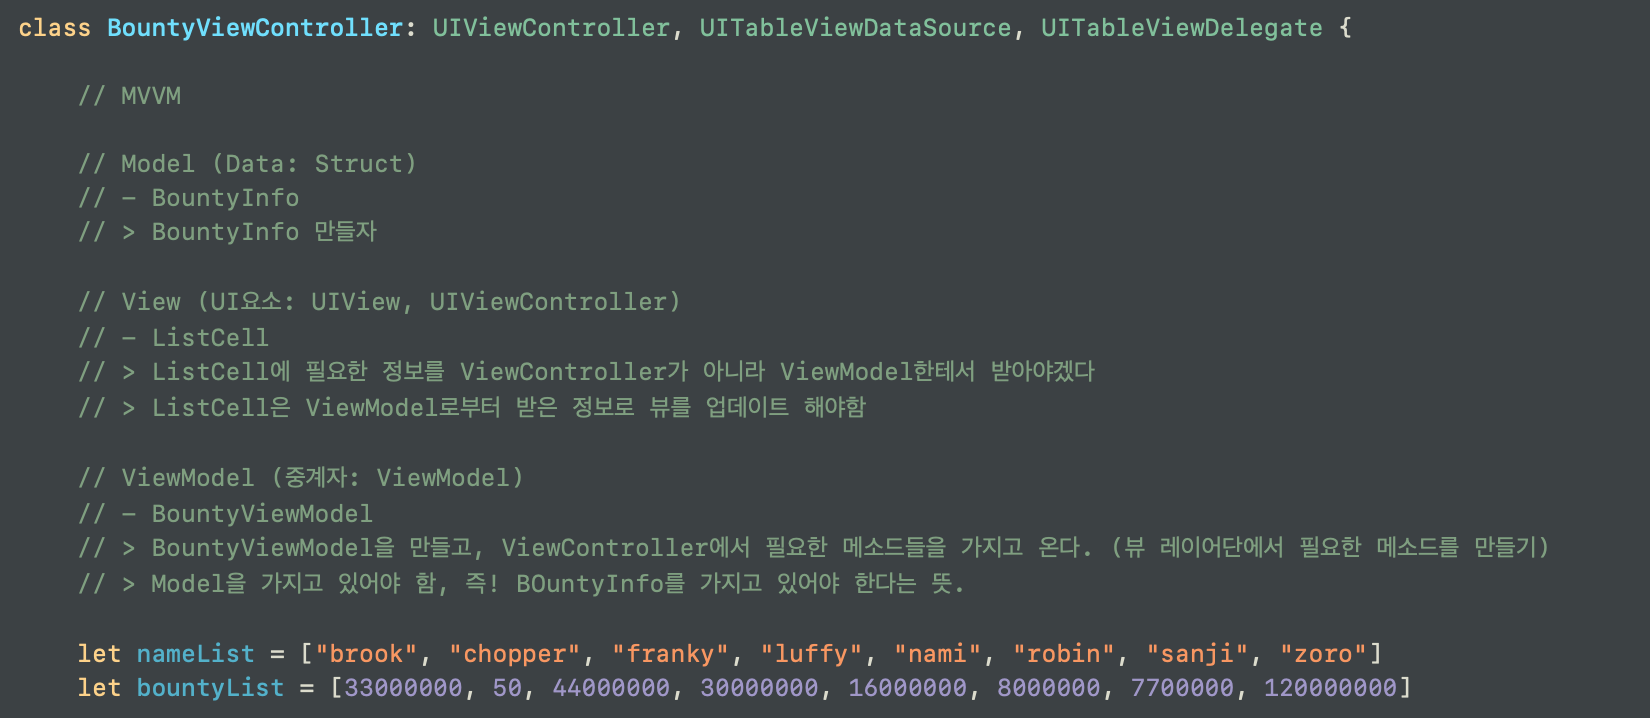 class BountyViewController: UIViewController, UITableViewDataSource, UITableViewDelegate {
// MVVM
// Model (Data: Struct)
// - BountyInfo
// > BountyInfo 만들자
// View (UI요소: UIView, UIViewController)
// - ListCell
// > ListCell에 필요한 정보를 ViewController가 아니라 ViewModel한테서 받아야겠다
// > ListCell은 ViewModel로부터 받은 정보로 뷰를 업데이트 해야함
// ViewModel (중계자: ViewModel)
// - BountyViewModel
// > BountyViewModel을 만들고, ViewController에서 필요한 메소드들을 가지고 온다. (뷰 레이어단에서 필요한 메소드를 만들기)
// > Model을 가지고 있어야 함, 즉! BOuntyInfo를 가지고 있어야 한다는 뜻.
let nameList = ["brook", "chopper", "franky", "luffy", "nami", "robin", "sanji", "zoro"]
let bountyList = [33000000, 50, 44000000, 30000000, 16000000, 8000000, 7700000, 120000000]